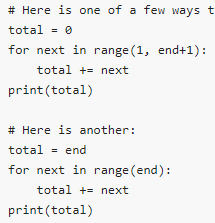 # Here is one of a few ways t
total = 0
for next in range(1, end+1):
    total += next
print(total)

# Here is another:
total = end
for next in range(end):
    total += next
print(total)